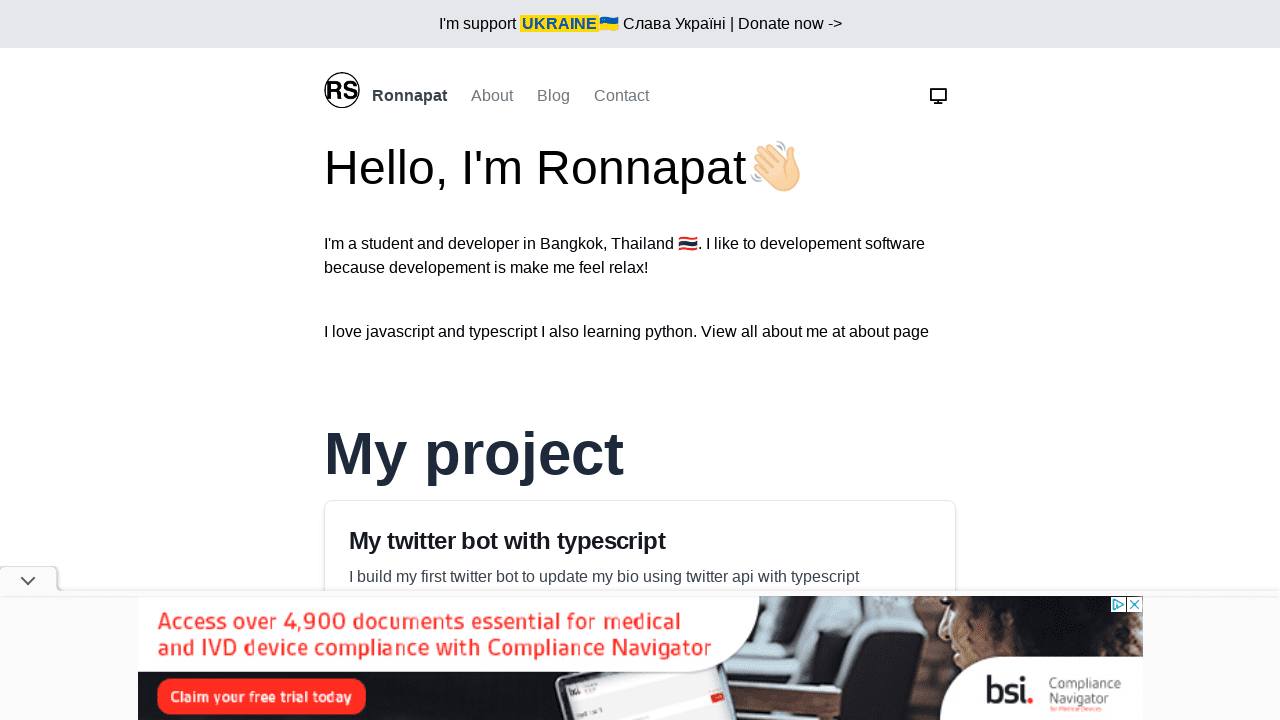 I'm support UKRAINE🇺🇦 Слава Україні | Donate now ->
RS Ronnapat About Blog Contact
Hello, I'm Ronnapat👋🏻
I'm a student and developer in Bangkok, Thailand 🇹🇭. I like to developement software
because developement is make me feel relax!
I love javascript and typescript I also learning python. View all about me at about page
My project
My twitter bot with typescript
I build my first twitter bot to update my bio using twitter api with typescript
Access over 4,900 documents essential for medical
and IVD device compliance with Compliance Navigator
Claim your free trial today
bsi.
bsi. Compliance
Navigator
for Medical Devices